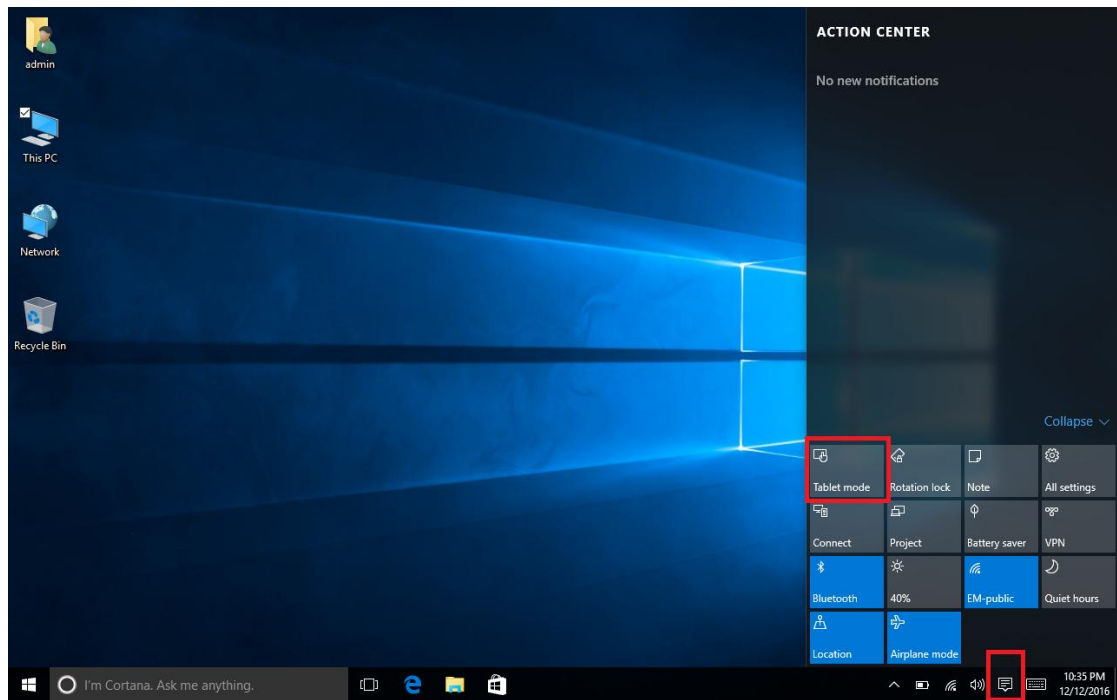 admin
This PC
Network
Recycle Bin
ACTION CENTER
No new notifications
Collapse
Tablet mode
Rotation lock
Note
All settings
Connect
Project
Battery saver
VPN
Bluetooth
40%
EM-public
Quiet hours
Location
Airplane mode
I'm Cortana. Ask me anything.
10:35 PM
12/12/2016